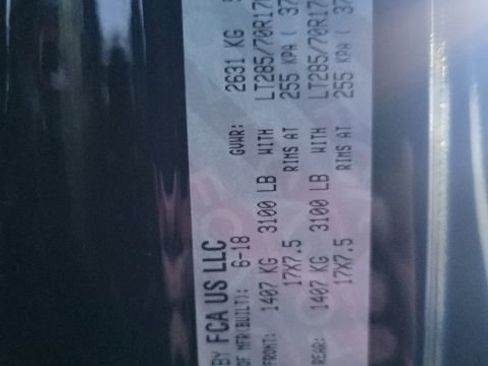 BY FCA US LLC
OF MFR(BUILT): 6-18 GVWR: 2631 KG
FRONT: 1407 KG 3100 LB WITH LT285/70R17
17X7.5 RIMS AT 255 KPA ( 37
REAR: 1407 KG 3100 LB WITH LT285/70R17
17X7.5 RIMS AT 255 KPA ( 37